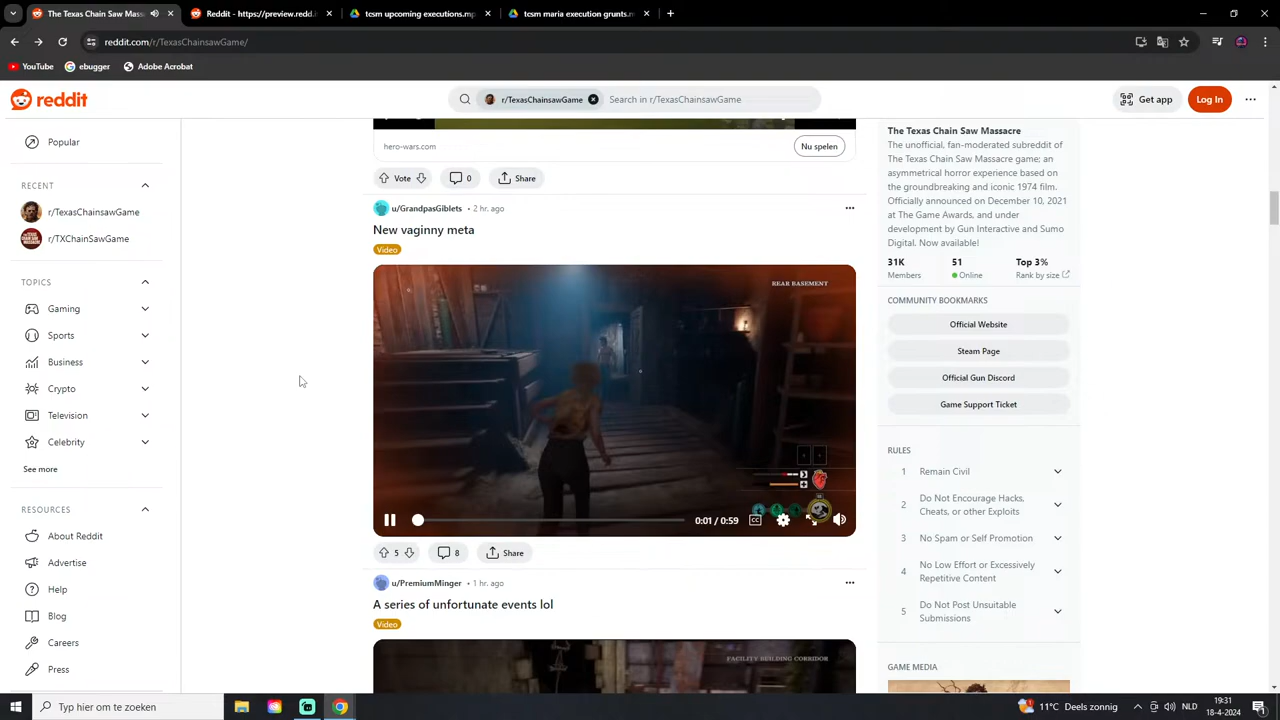 The Texas Chain Saw Massacre
Reddit - https://preview.redd.i
tcsm upcoming executions.mp
tcsm maria execution grunts.
reddit.com/r/TexasChainsawGame/
YouTube
ebugger
Adobe Acrobat
reddit
r/TexasChainsawGame
Search in r/TexasChainsawGame
Get app
Log In
Popular
RECENT
r/TexasChainsawGame
r/TXChainSawGame
TOPICS
Gaming
Sports
Business
Crypto
Television
Celebrity
See more
RESOURCES
About Reddit
Advertise
Help
Blog
Careers
Press
hero-wars.com
Nu spelen
Vote
0
Share
u/GrandpasGiblets • 2 hr. ago
New vaginny meta
Video
REAR BASEMENT
0:01 / 0:59
5
8
Share
u/PremiumMinger • 1 hr. ago
A series of unfortunate events lol
Video
FACILITY BUILDING CORRIDOR
The Texas Chain Saw Massacre
The unofficial, fan-moderated subreddit of
The Texas Chain Saw Massacre game; an
asymmetrical horror experience based on
the groundbreaking and iconic 1974 film.
Officially announced on December 10, 2021
at The Game Awards, and under
development by Gun Interactive and Sumo
Digital. Now available!
31K
Members
51
Online
Top 3%
Rank by size
COMMUNITY BOOKMARKS
Official Website
Steam Page
Official Gun Discord
Game Support Ticket
RULES
1 Remain Civil
2 Do Not Encourage Hacks,
Cheats, or other Exploits
3 No Spam or Self Promotion
4 No Low Effort or Excessively
Repetitive Content
5 Do Not Post Unsuitable
Submissions
GAME MEDIA
Typ hier om te zoeken
11°C Deels zonnig
NLD
19:31
18-4-2024